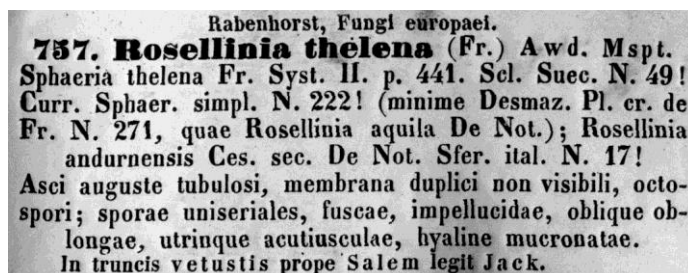 Rabenhorst, Fungi europaei.
757. Rosellinia thelena (Fr.) Awd. Mspt.
Sphaeria thelena Fr. Syst. II. p. 441. Scl. Suec. N. 49!
Curr. Sphaer. simpl. N. 222! (minime Desmaz. Pl. cr. de
Fr. N. 271, quae Rosellinia aquila De Not.); Rosellinia
andurnensis Ces. sec. De Not. Sfer. ital. N. 17!
Asci auguste tubulosi, membrana duplici non visibili, octo-
spori; sporae uniseriales, fuscae, impellucidae, oblique ob-
longae, utrinque acutiusculae, hyaline mucronatae.
In truncis vetustis prope Salem legit Jack.